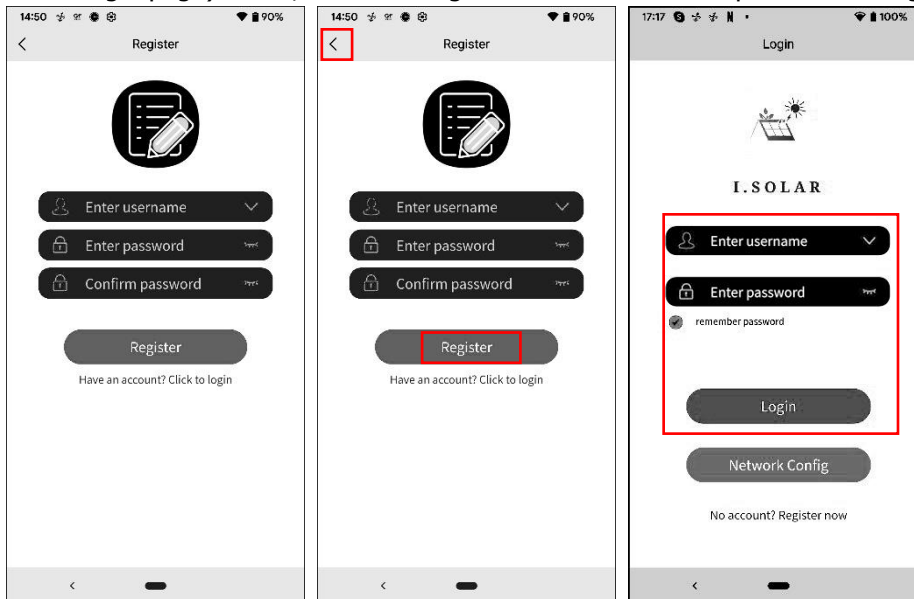 14:50 90%
Register
Enter username
Enter password
Confirm password
Register
Have an account? Click to login
14:50 90%
Register
Enter username
Enter password
Confirm password
Register
Have an account? Click to login
17:17 S N 100%
Login
I.SOLAR
Enter username
Enter password
remember password
Login
Network Config
No account? Register now